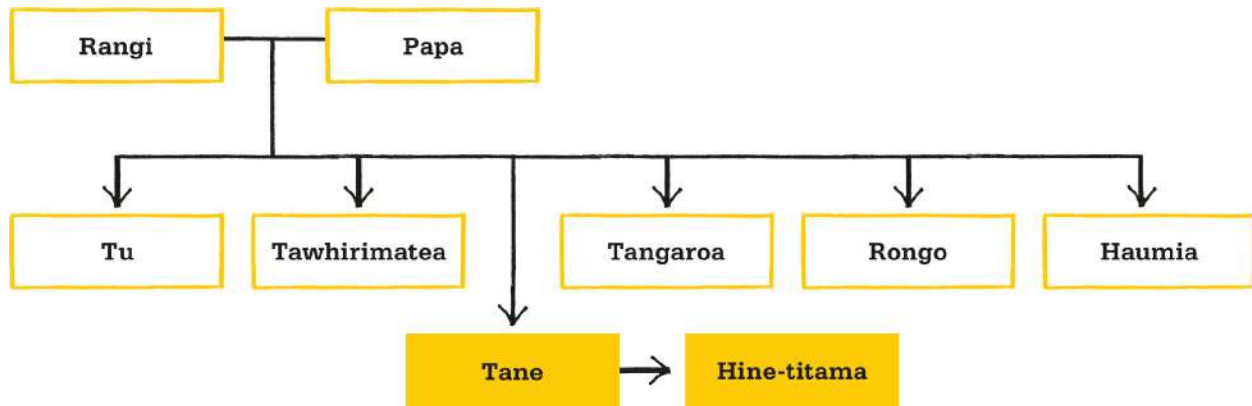 Rangi
Papa
Tu
Tawhirimatea
Tangaroa
Rongo
Haumia
Tane
Hine-titama